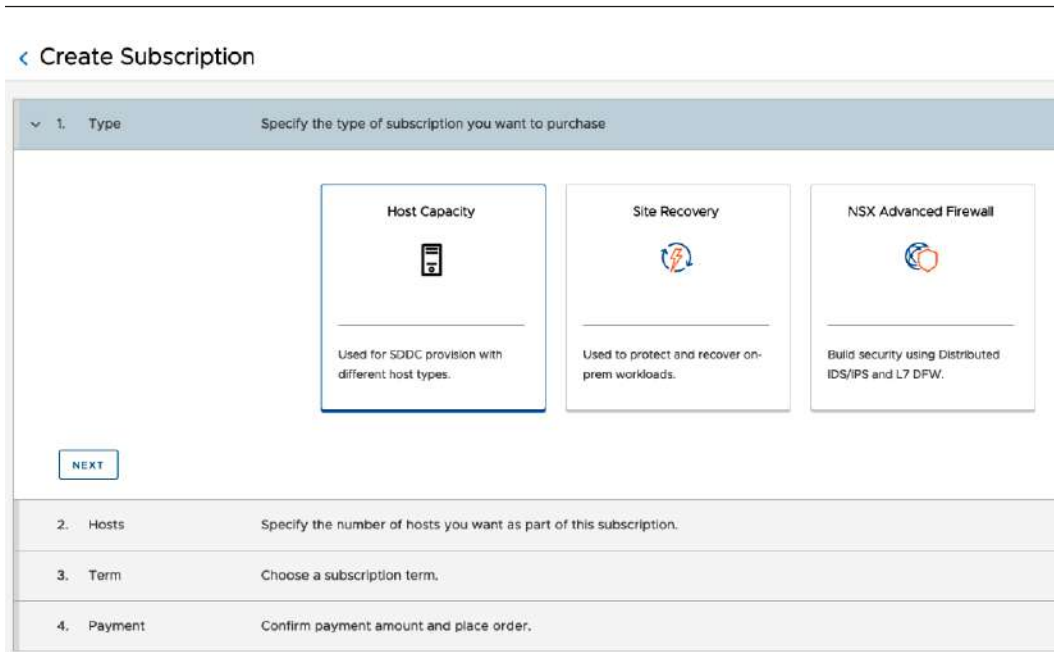 Create Subscription
1. Type Specify the type of subscription you want to purchase
Host Capacity Site Recovery NSX Advanced Firewall
Used for SDDC provision with Used to protect and recover on- Build security using Distributed
different host types. prem workloads. IDS/IPS and L7 DFW.
NEXT
2. Hosts Specify the number of hosts you want as part of this subscription.
3. Term Choose a subscription term.
4. Payment Confirm payment amount and place order.